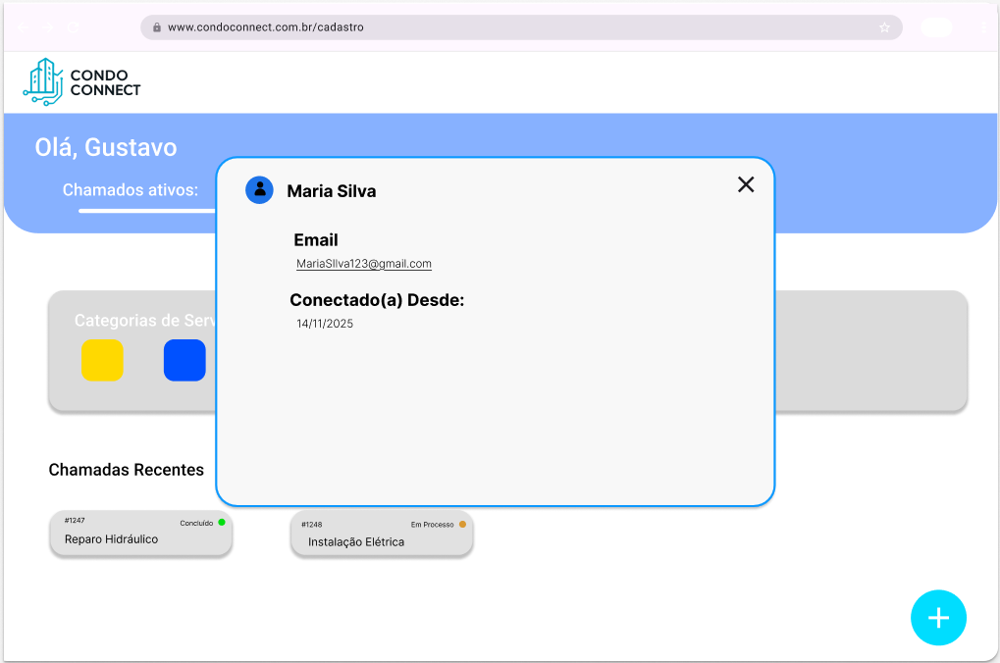 www.condoconnect.com.br/cadastro
CONDO
CONNECT
Olá, Gustavo
Chamados ativos:
Maria Silva
Email
MariaSIlva123@gmail.com
Conectado(a) Desde:
14/11/2025
Categorias de Serv
Chamadas Recentes
#1247
Concluído
Reparo Hidráulico
#1248
Em Processo
Instalação Elétrica